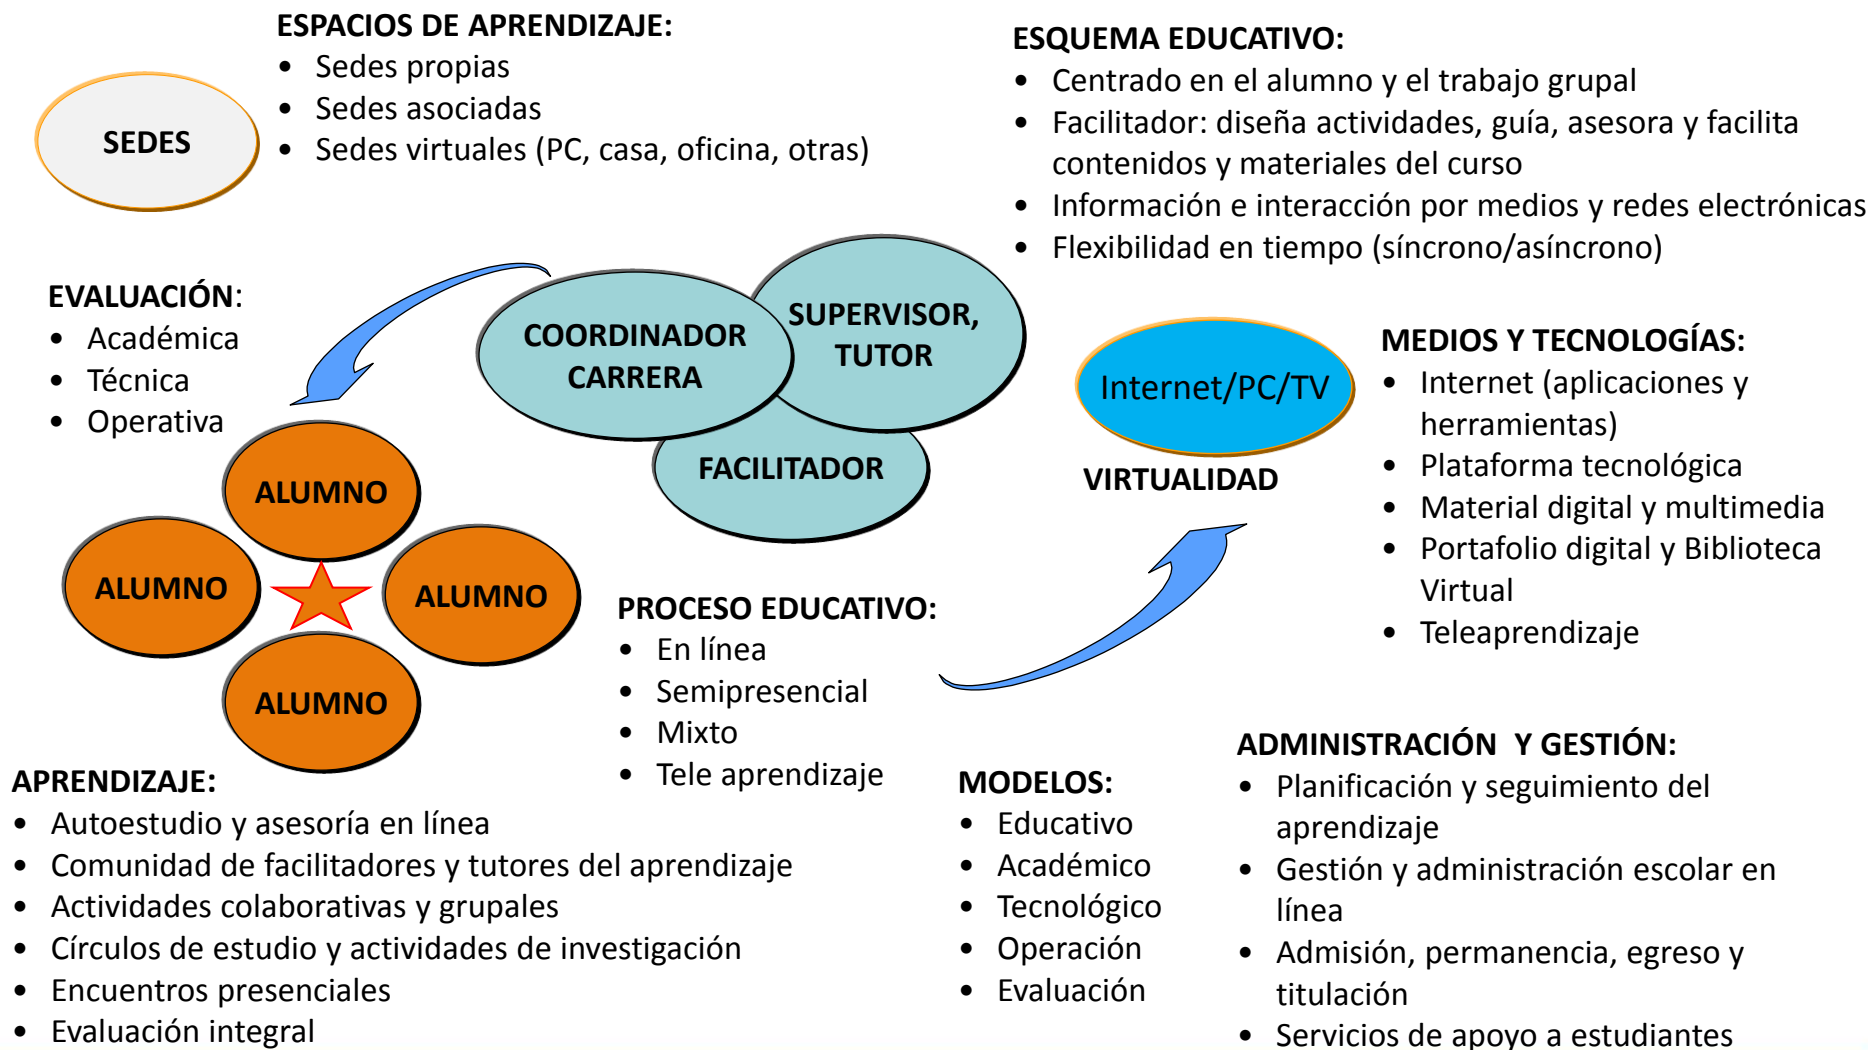 ESPACIOS DE APRENDIZAJE:
• Sedes propias
• Sedes asociadas
• Sedes virtuales (PC, casa, oficina, otras)
SEDES
ESQUEMA EDUCATIVO:
• Centrado en el alumno y el trabajo grupal
• Facilitador: diseña actividades, guía, asesora y facilita
contenidos y materiales del curso
• Información e interacción por medios y redes electrónicas
• Flexibilidad en tiempo (síncrono/asíncrono)
EVALUACIÓN:
• Académica
• Técnica
• Operativa
COORDINADOR
CARRERA
SUPERVISOR,
TUTOR
FACILITADOR
Internet/PC/TV
VIRTUALIDAD
MEDIOS Y TECNOLOGÍAS:
• Internet (aplicaciones y
herramientas)
• Plataforma tecnológica
• Material digital y multimedia
• Portafolio digital y Biblioteca
Virtual
• Teleaprendizaje
ALUMNO
ALUMNO
ALUMNO
ALUMNO
PROCESO EDUCATIVO:
• En línea
• Semipresencial
• Mixto
• Tele aprendizaje
APRENDIZAJE:
• Autoestudio y asesoría en línea
• Comunidad de facilitadores y tutores del aprendizaje
• Actividades colaborativas y grupales
• Círculos de estudio y actividades de investigación
• Encuentros presenciales
• Evaluación integral
MODELOS:
• Educativo
• Académico
• Tecnológico
• Operación
• Evaluación
ADMINISTRACIÓN  Y GESTIÓN:
• Planificación y seguimiento del
aprendizaje
• Gestión y administración escolar en
línea
• Admisión, permanencia, egreso y
titulación
• Servicios de apoyo a estudiantes